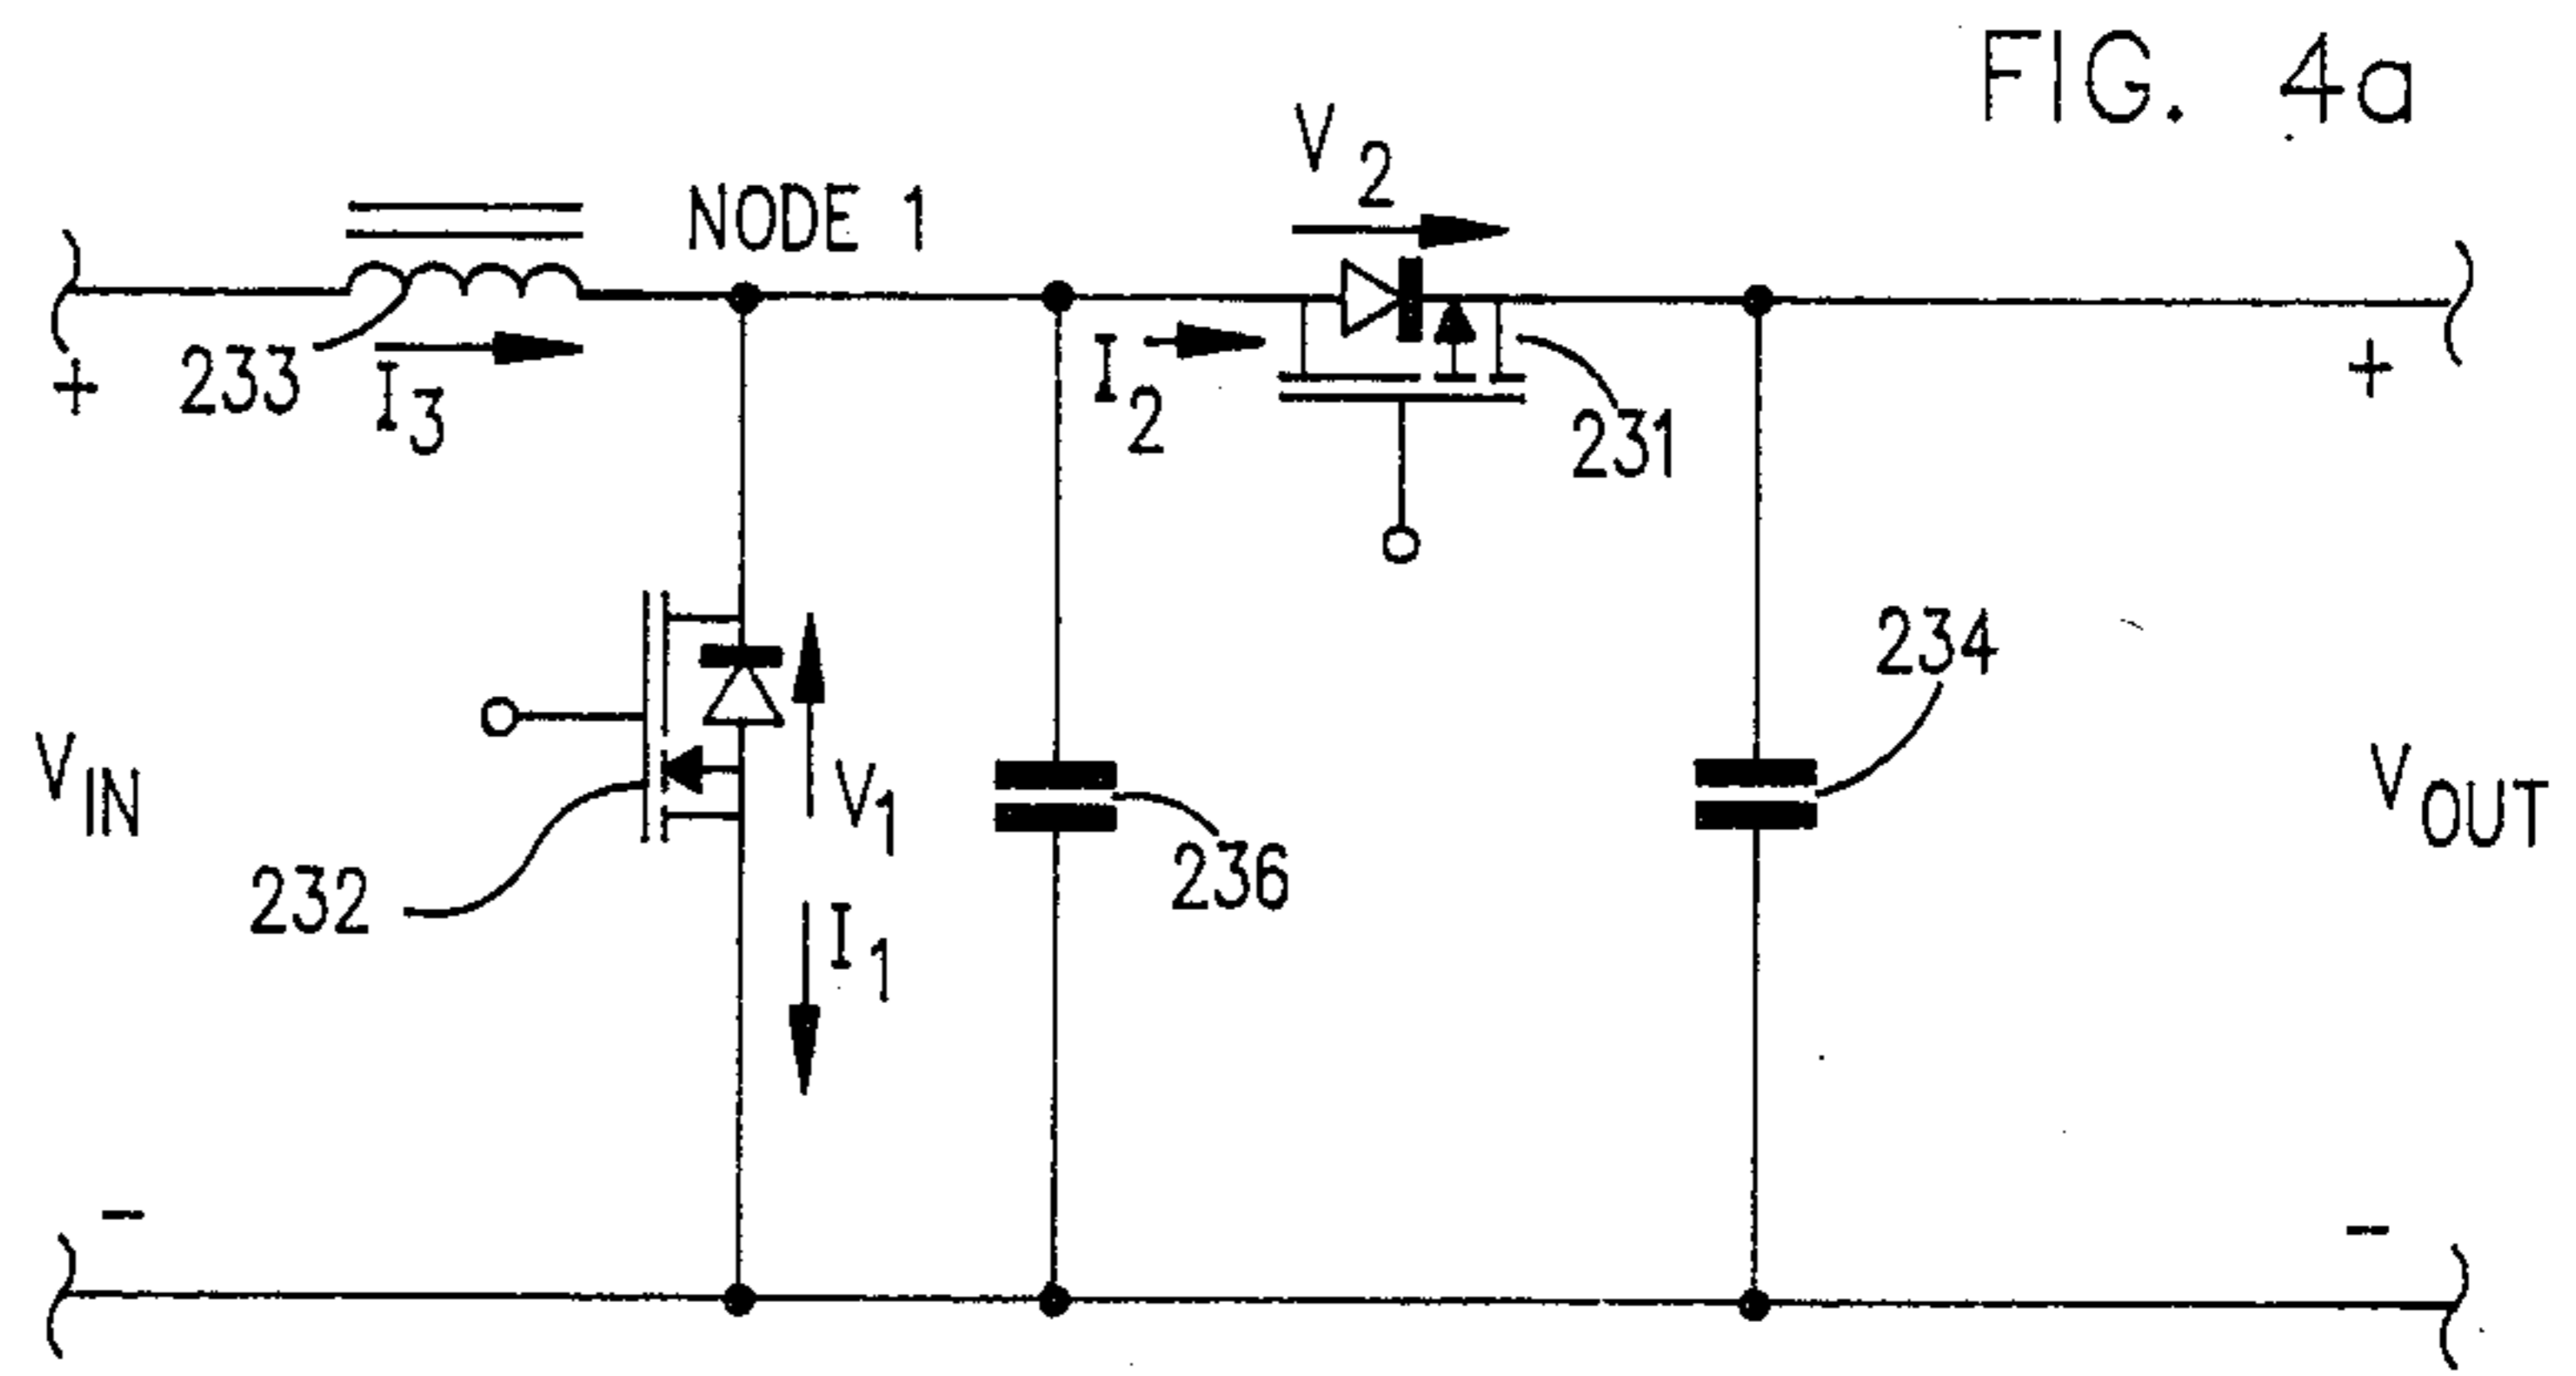 FIG. 4a
V2
NODE 1
233
I3
I2
231
+
+
234
VIN
V1
VOUT
236
232
I1
-
-